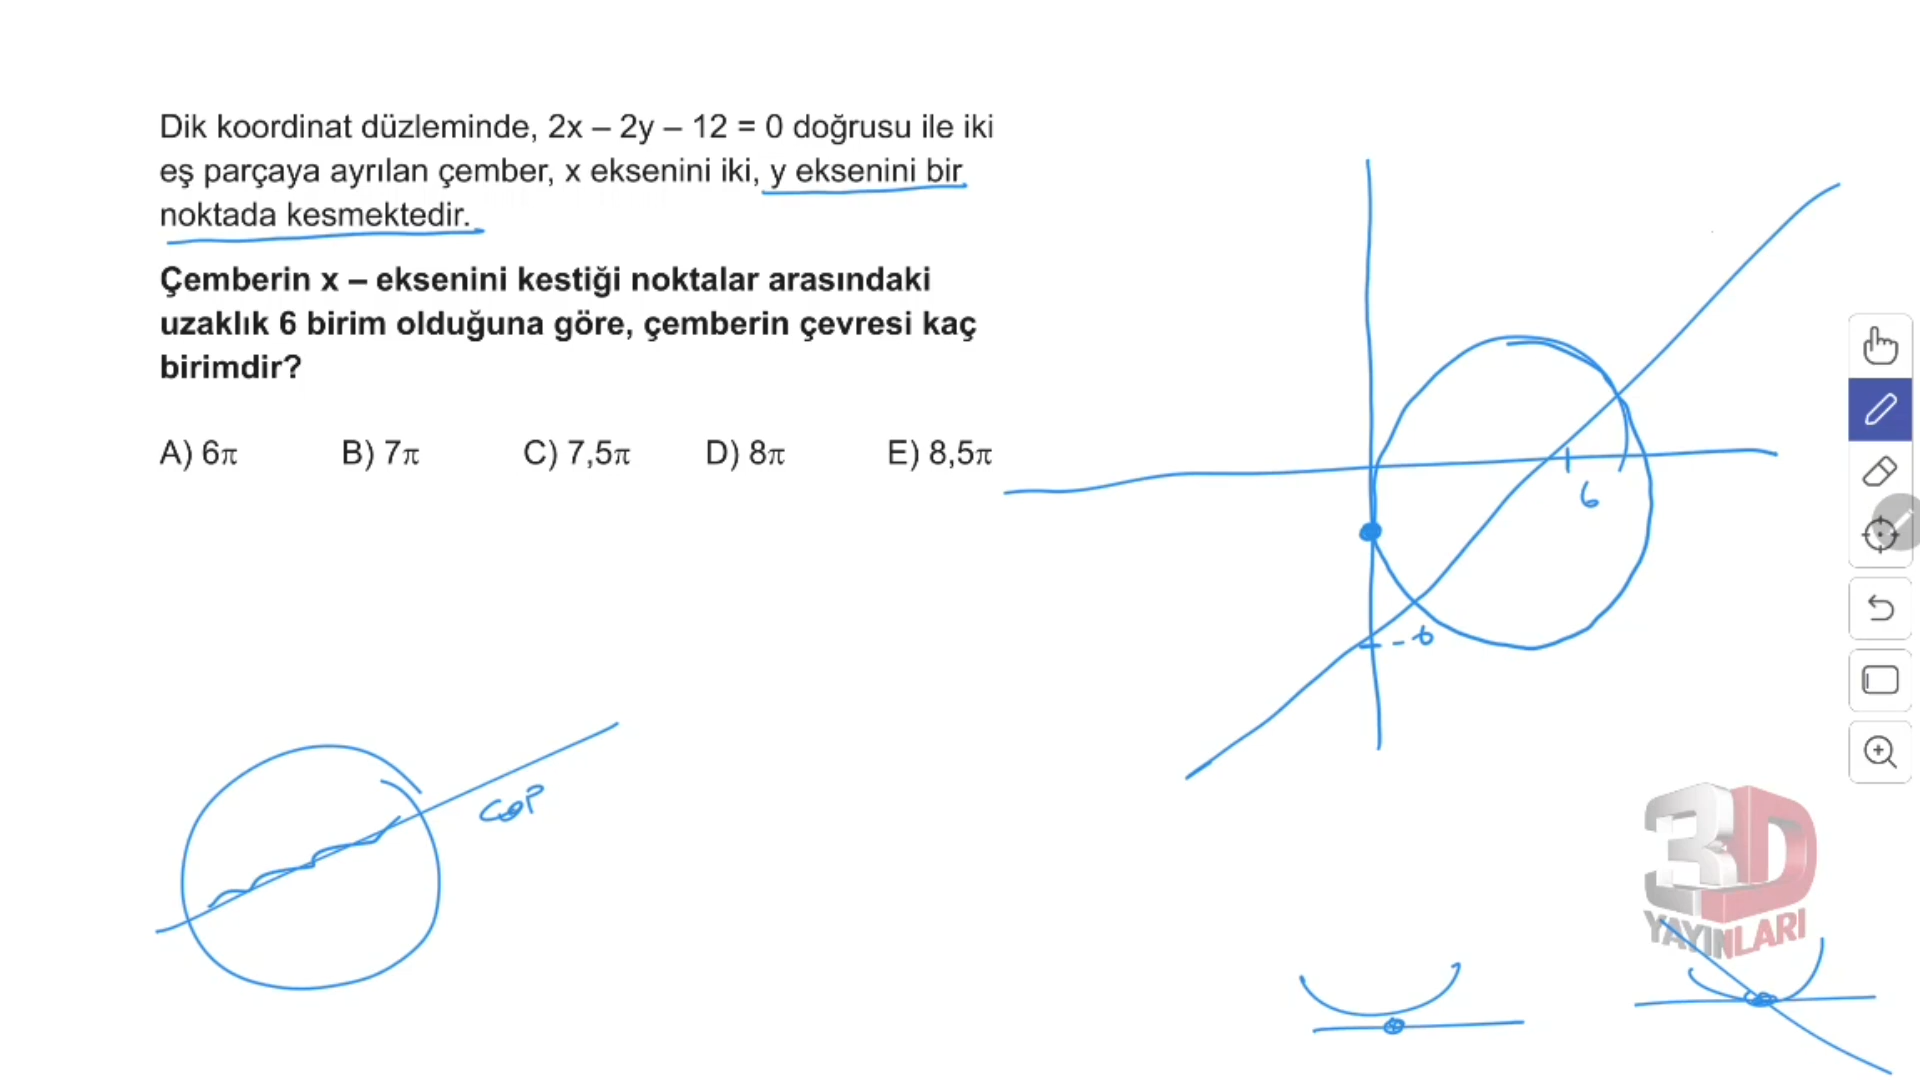 Dik koordinat düzleminde, 2x – 2y – 12 = 0 doğrusu ile iki
eş parçaya ayrılan çember, x eksenini iki, y eksenini bir
noktada kesmektedir.
Çemberin x – eksenini kestiği noktalar arasındaki
uzaklık 6 birim olduğuna göre, çemberin çevresi kaç
birimdir?
A) 6π B) 7π C) 7,5π D) 8π E) 8,5π
6
-6
ÇAP
3D
YAYINLARI